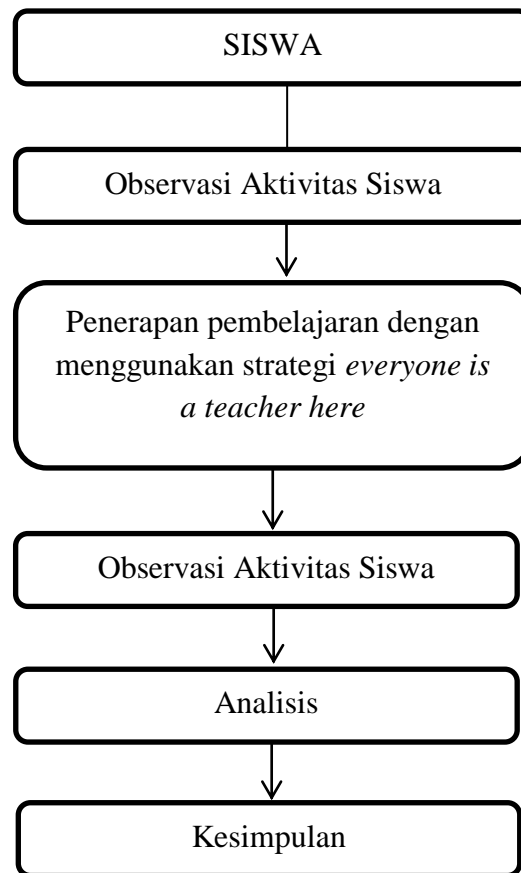 SISWA
Observasi Aktivitas Siswa
Penerapan pembelajaran dengan
menggunakan strategi everyone is
a teacher here
Observasi Aktivitas Siswa
Analisis
Kesimpulan